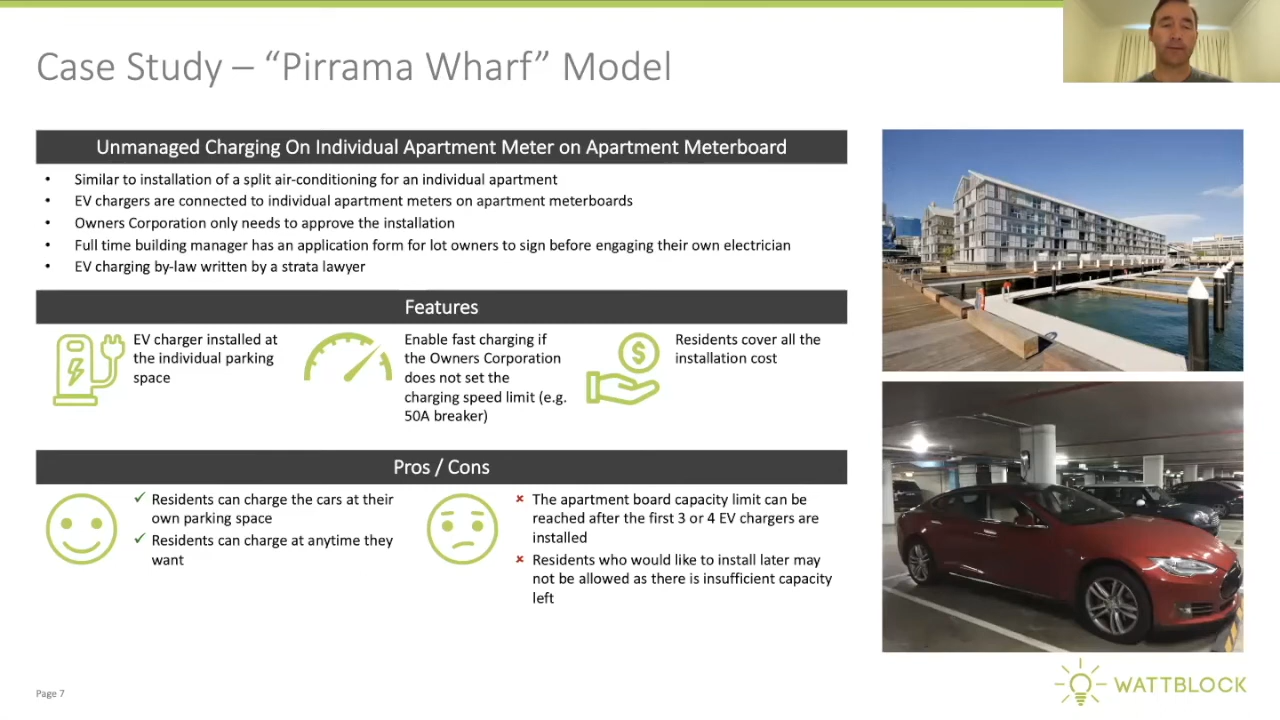 Case Study – “Pirrama Wharf” Model
Unmanaged Charging On Individual Apartment Meter on Apartment Meterboard
• Similar to installation of a split air-conditioning for an individual apartment
• EV chargers are connected to individual apartment meters on apartment meterboards
• Owners Corporation only needs to approve the installation
• Full time building manager has an application form for lot owners to sign before engaging their own electrician
• EV charging by-law written by a strata lawyer
Features
EV charger installed at
the individual parking
space
Enable fast charging if
the Owners Corporation
does not set the
charging speed limit (e.g.
50A breaker)
Residents cover all the
installation cost
Pros / Cons
✓ Residents can charge the cars at their
own parking space
✓ Residents can charge at anytime they
want
× The apartment board capacity limit can be
reached after the first 3 or 4 EV chargers are
installed
× Residents who would like to install later may
not be allowed as there is insufficient capacity
left
Page 7
WATTBLOCK